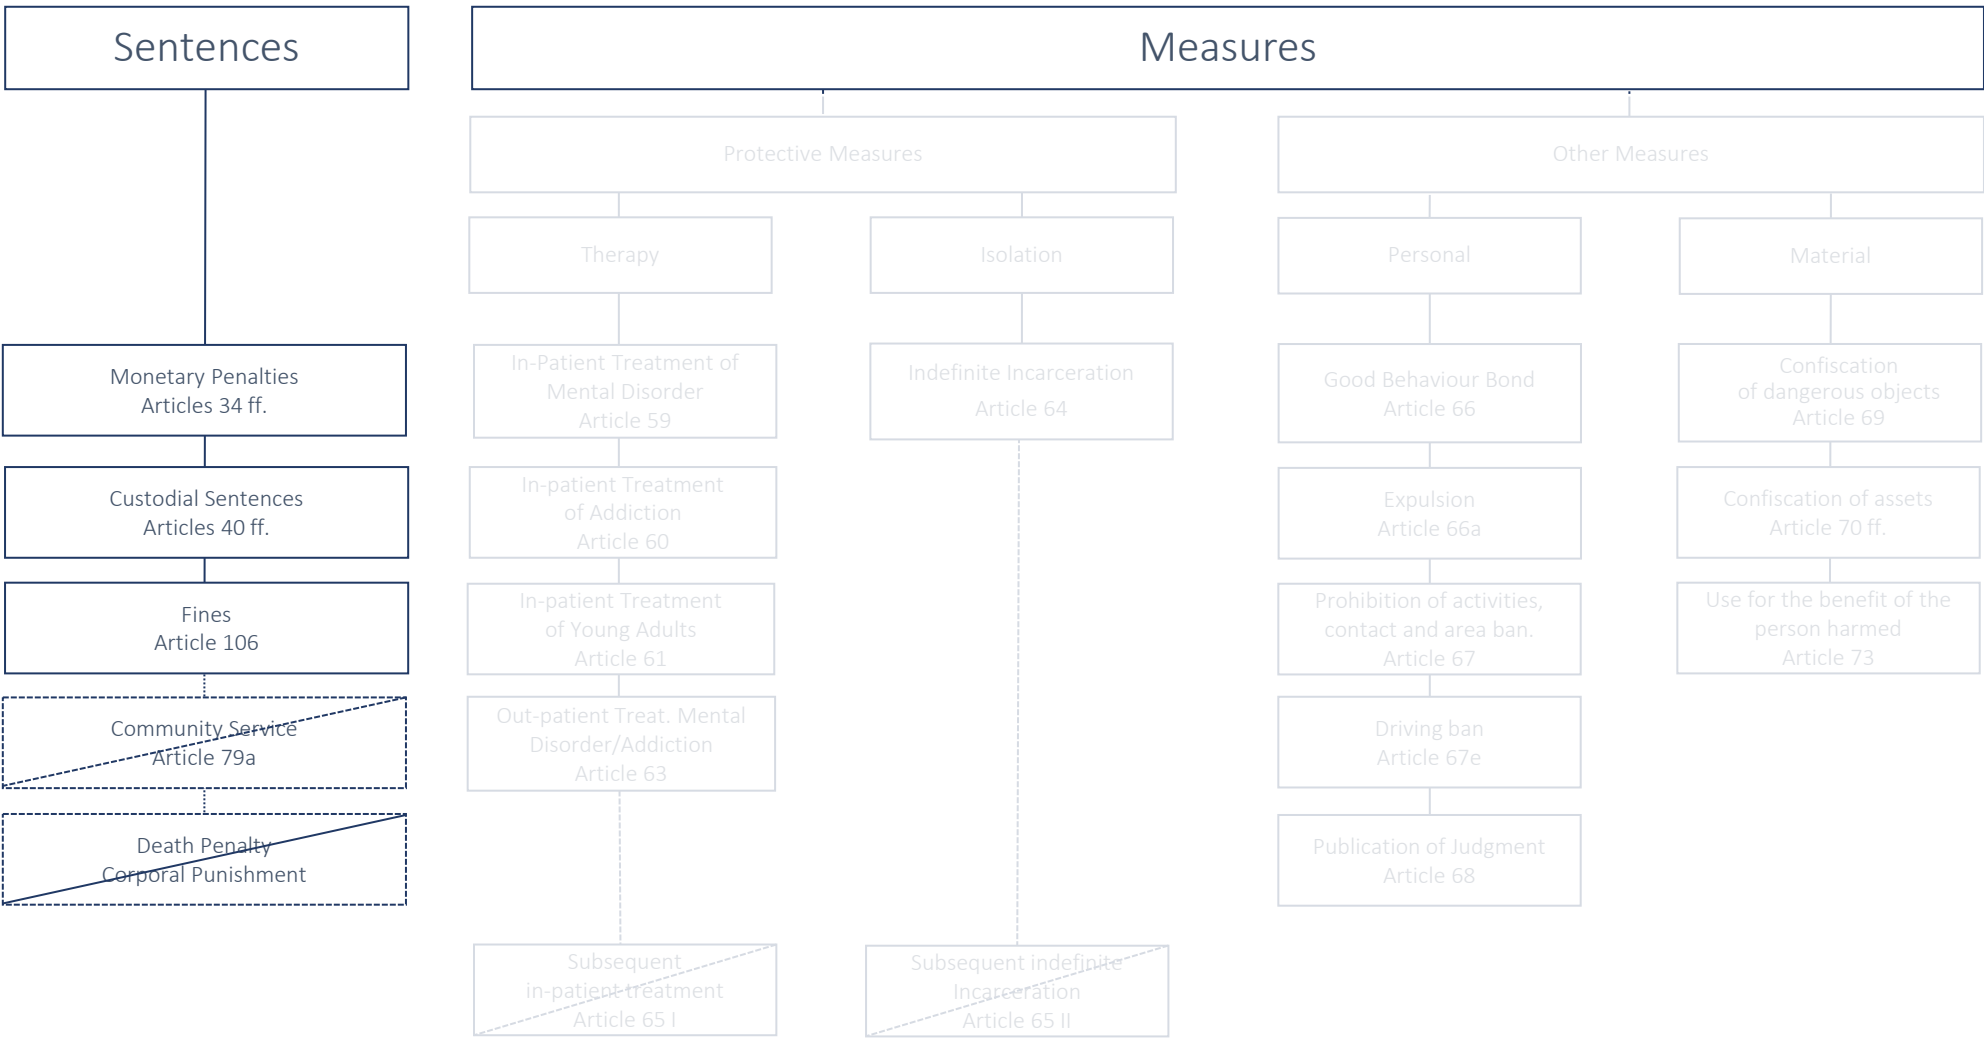 Sentences
Measures
Protective Measures
Other Measures
Therapy
Isolation
Personal
Material
Monetary Penalties
Articles 34 ff.
In-Patient Treatment of
Mental Disorder
Article 59
Indefinite Incarceration
Article 64
Good Behaviour Bond
Article 66
Confiscation
of dangerous objects
Article 69
Custodial Sentences
Articles 40 ff.
In-patient Treatment
of Addiction
Article 60
Expulsion
Article 66a
Confiscation of assets
Article 70 ff.
Fines
Article 106
In-patient Treatment
of Young Adults
Article 61
Prohibition of activities,
contact and area ban.
Article 67
Use for the benefit of the
person harmed
Article 73
Community Service
Article 79a
Out-patient Treat. Mental
Disorder/Addiction
Article 63
Driving ban
Article 67e
Death Penalty
Corporal Punishment
Publication of Judgment
Article 68
Subsequent
in-patient treatment
Article 65 I
Subsequent indefinite
Incarceration
Article 65 II